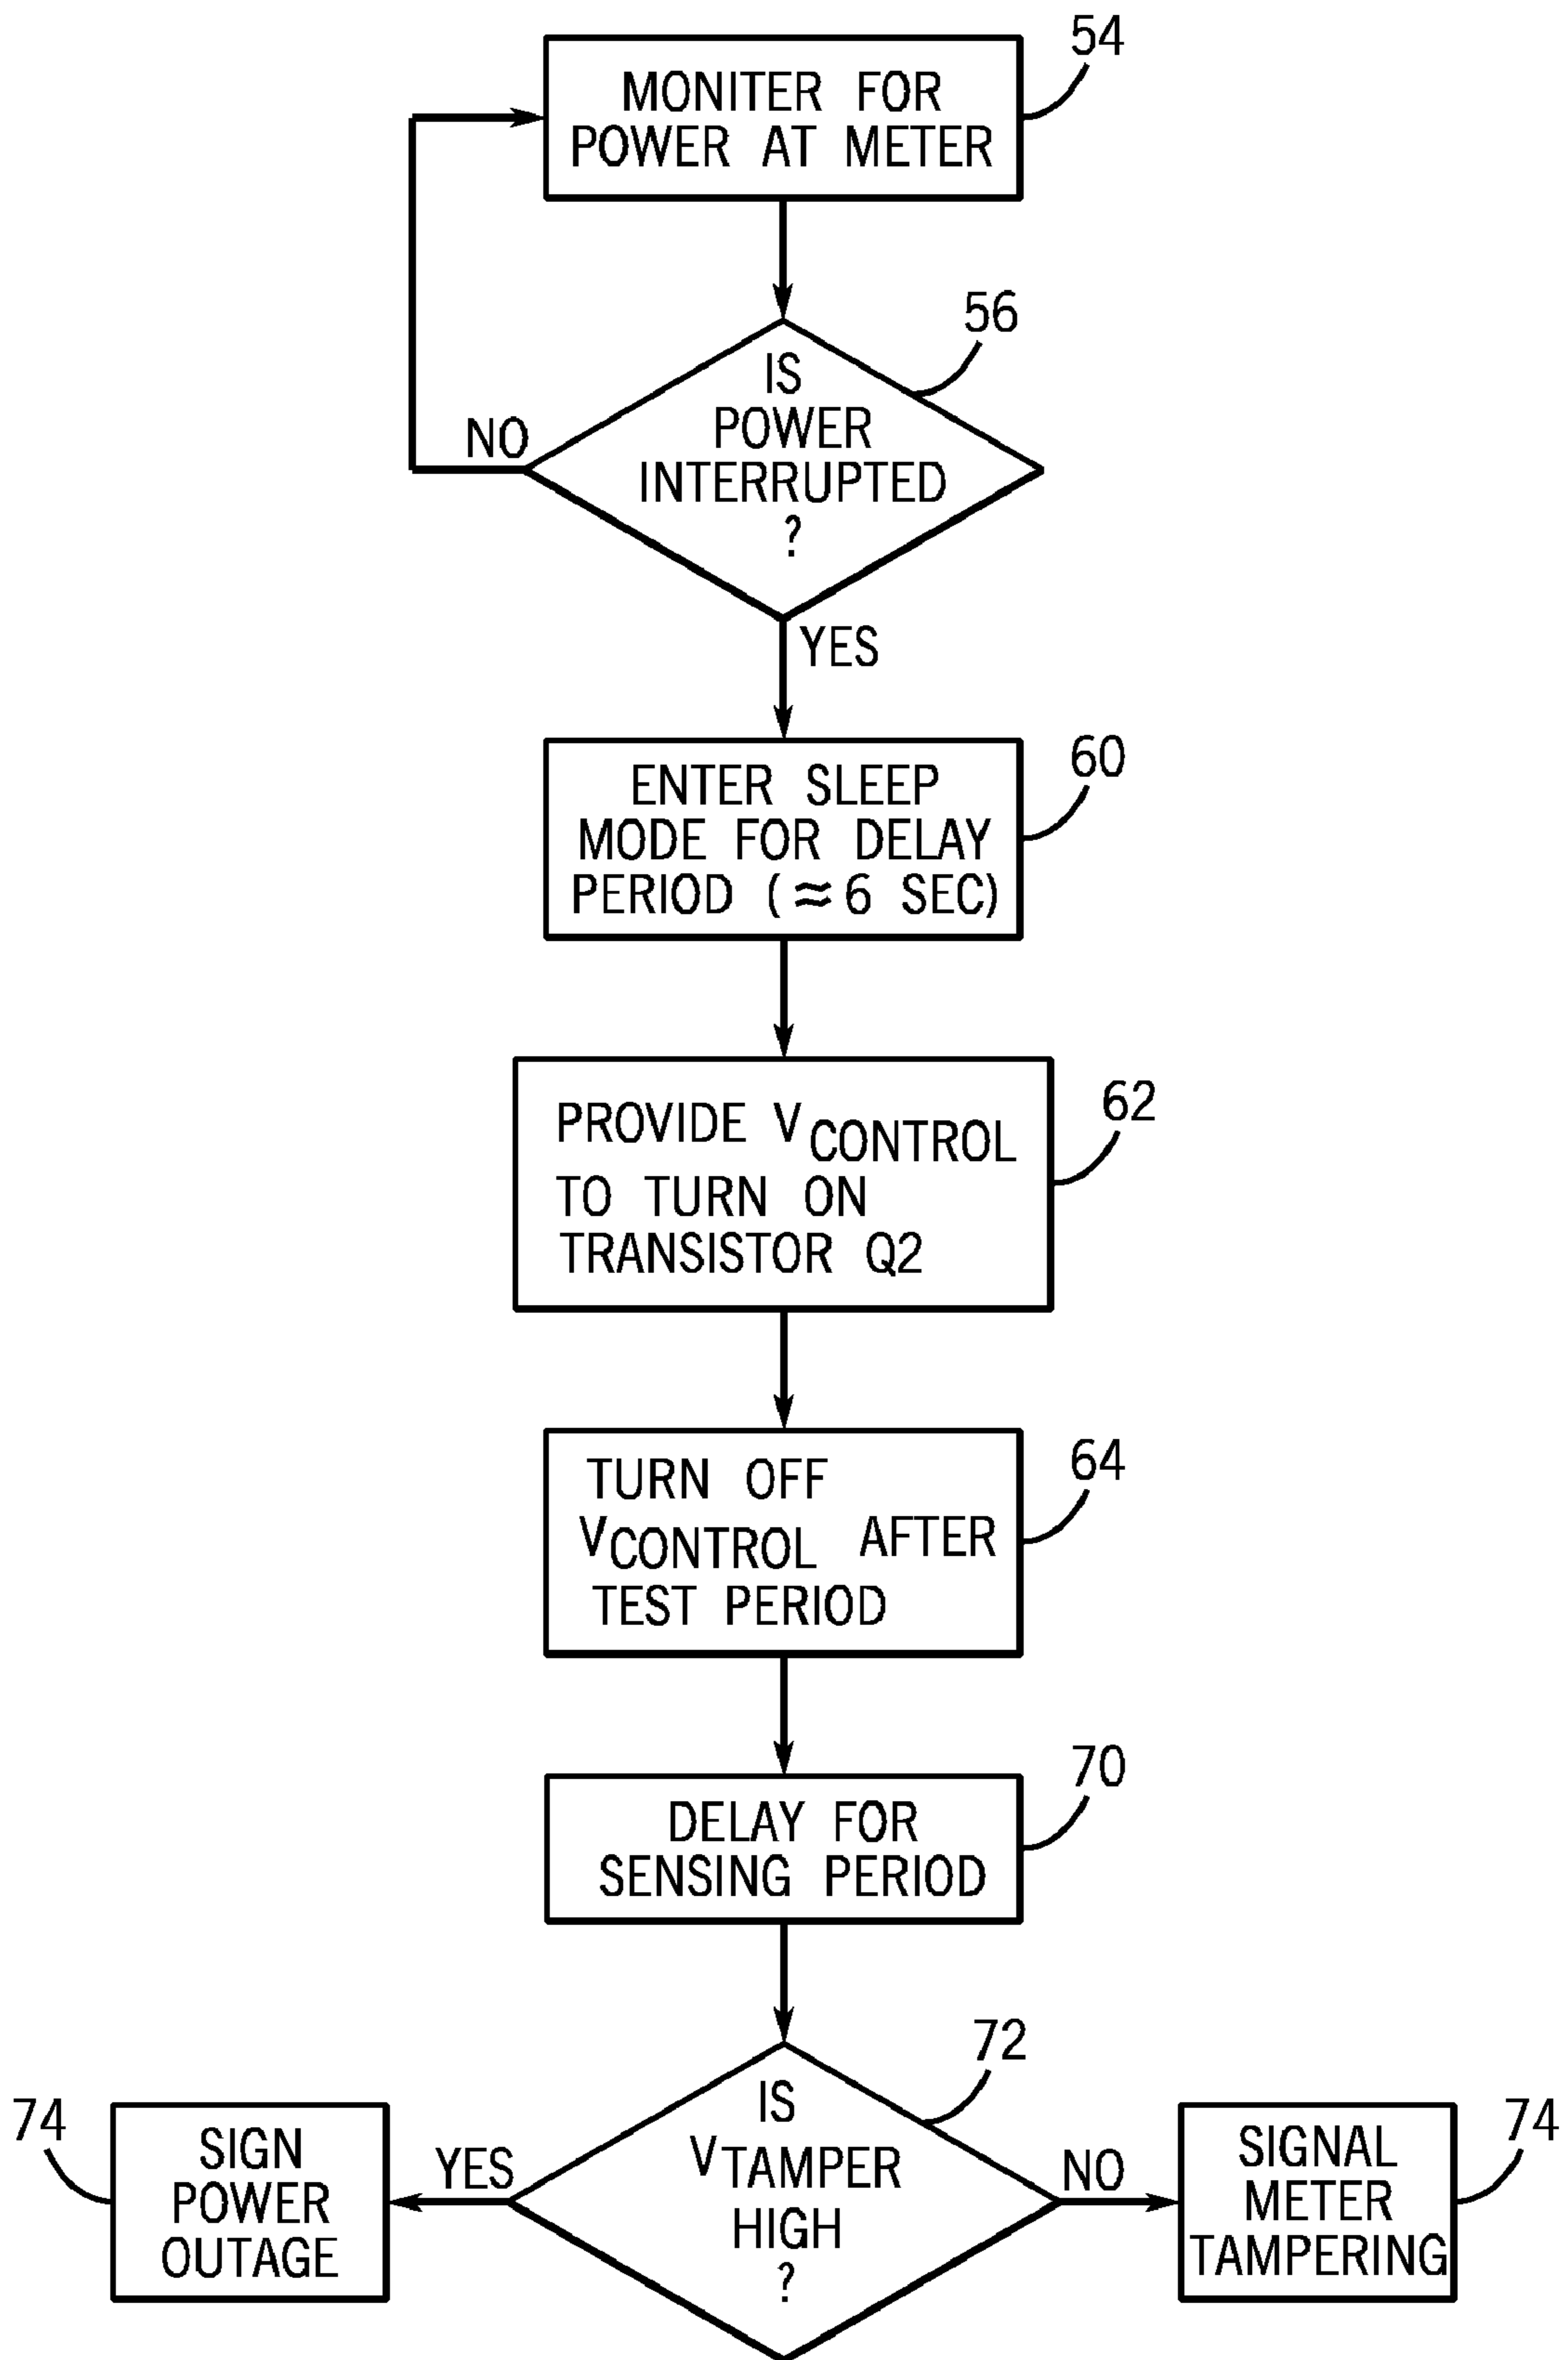 54
MONITER FOR
POWER AT METER
56
IS
POWER
INTERRUPTED
?
NO
YES
60
ENTER SLEEP
MODE FOR DELAY
PERIOD (≈6 SEC)
62
PROVIDE VCONTROL
TO TURN ON
TRANSISTOR Q2
64
TURN OFF
VCONTROL AFTER
TEST PERIOD
70
DELAY FOR
SENSING PERIOD
72
IS
VTAMPER
HIGH
?
YES
NO
74
SIGN
POWER
OUTAGE
74
SIGNAL
METER
TAMPERING